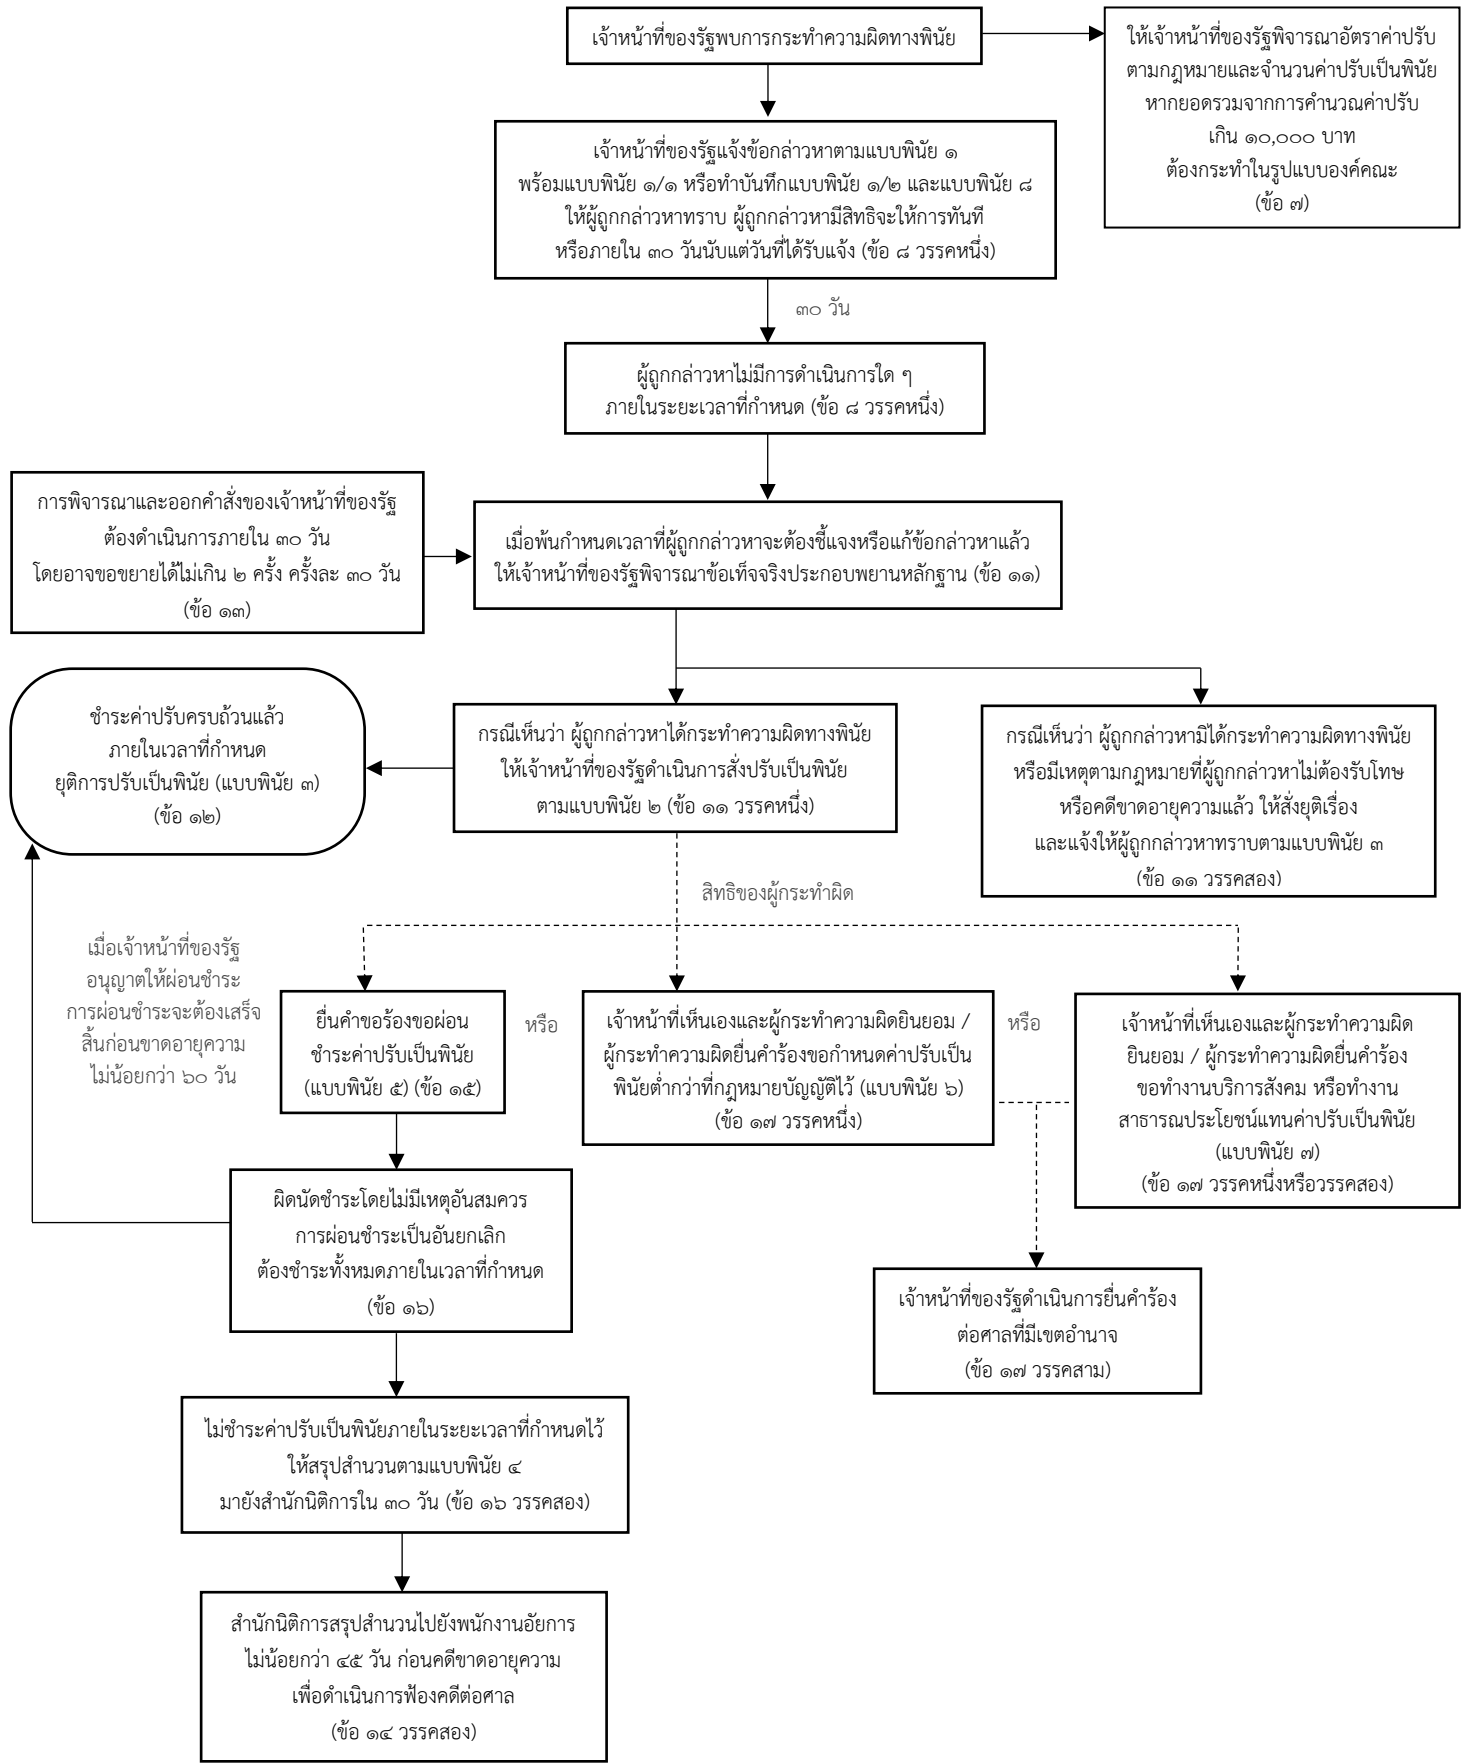 เจ้าหน้าที่ของรัฐพบการกระทำความผิดทางพินัย
ให้เจ้าหน้าที่ของรัฐพิจารณาอัตราค่าปรับ
ตามกฎหมายและจำนวนค่าปรับเป็นพินัย
หากยอดรวมจากการคำนวณค่าปรับ
เกิน ๑๐,๐๐๐ บาท
ต้องกระทำในรูปแบบองค์คณะ
(ข้อ ๗)
เจ้าหน้าที่ของรัฐแจ้งข้อกล่าวหาตามแบบพินัย ๑
พร้อมแบบพินัย ๑/๑ หรือทำบันทึกแบบพินัย ๑/๒ และแบบพินัย ๘
ให้ผู้ถูกกล่าวหาทราบ ผู้ถูกกล่าวหามีสิทธิจะให้การทันที
หรือภายใน ๓๐ วันนับแต่วันที่ได้รับแจ้ง (ข้อ ๘ วรรคหนึ่ง)
๓๐ วัน
ผู้ถูกกล่าวหาไม่มีการดำเนินการใด ๆ
ภายในระยะเวลาที่กำหนด (ข้อ ๘ วรรคหนึ่ง)
การพิจารณาและออกคำสั่งของเจ้าหน้าที่ของรัฐ
ต้องดำเนินการภายใน ๓๐ วัน
โดยอาจขอขยายได้ไม่เกิน ๒ ครั้ง ครั้งละ ๓๐ วัน
(ข้อ ๑๓)
เมื่อพ้นกำหนดเวลาที่ผู้ถูกกล่าวหาจะต้องชี้แจงหรือแก้ข้อกล่าวหาแล้ว
ให้เจ้าหน้าที่ของรัฐพิจารณาข้อเท็จจริงประกอบพยานหลักฐาน (ข้อ ๑๑)
ชำระค่าปรับครบถ้วนแล้ว
ภายในเวลาที่กำหนด
ยุติการปรับเป็นพินัย (แบบพินัย ๓)
(ข้อ ๑๒)
กรณีเห็นว่า ผู้ถูกกล่าวหาได้กระทำความผิดทางพินัย
ให้เจ้าหน้าที่ของรัฐดำเนินการสั่งปรับเป็นพินัย
ตามแบบพินัย ๒ (ข้อ ๑๑ วรรคหนึ่ง)
กรณีเห็นว่า ผู้ถูกกล่าวหามิได้กระทำความผิดทางพินัย
หรือมีเหตุตามกฎหมายที่ผู้ถูกกล่าวหาไม่ต้องรับโทษ
หรือคดีขาดอายุความแล้ว ให้สั่งยุติเรื่อง
และแจ้งให้ผู้ถูกกล่าวหาทราบตามแบบพินัย ๓
(ข้อ ๑๑ วรรคสอง)
สิทธิของผู้กระทำผิด
เมื่อเจ้าหน้าที่ของรัฐ
อนุญาตให้ผ่อนชำระ
การผ่อนชำระจะต้องเสร็จ
สิ้นก่อนขาดอายุความ
ไม่น้อยกว่า ๖๐ วัน
ยื่นคำขอร้องขอผ่อน
ชำระค่าปรับเป็นพินัย
(แบบพินัย ๕) (ข้อ ๑๕)
หรือ
เจ้าหน้าที่เห็นเองและผู้กระทำความผิดยินยอม /
ผู้กระทำความผิดยื่นคำร้องขอกำหนดค่าปรับเป็น
พินัยต่ำกว่าที่กฎหมายบัญญัติไว้ (แบบพินัย ๖)
(ข้อ ๑๗ วรรคหนึ่ง)
หรือ
เจ้าหน้าที่เห็นเองและผู้กระทำความผิด
ยินยอม / ผู้กระทำความผิดยื่นคำร้อง
ขอทำงานบริการสังคม หรือทำงาน
สาธารณประโยชน์แทนค่าปรับเป็นพินัย
(แบบพินัย ๗)
(ข้อ ๑๗ วรรคหนึ่งหรือวรรคสอง)
ผิดนัดชำระโดยไม่มีเหตุอันสมควร
การผ่อนชำระเป็นอันยกเลิก
ต้องชำระทั้งหมดภายในเวลาที่กำหนด
(ข้อ ๑๖)
เจ้าหน้าที่ของรัฐดำเนินการยื่นคำร้อง
ต่อศาลที่มีเขตอำนาจ
(ข้อ ๑๗ วรรคสาม)
ไม่ชำระค่าปรับเป็นพินัยภายในระยะเวลาที่กำหนดไว้
ให้สรุปสำนวนตามแบบพินัย ๔
มายังสำนักนิติการใน ๓๐ วัน (ข้อ ๑๖ วรรคสอง)
สำนักนิติการสรุปสำนวนไปยังพนักงานอัยการ
ไม่น้อยกว่า ๔๕ วัน ก่อนคดีขาดอายุความ
เพื่อดำเนินการฟ้องคดีต่อศาล
(ข้อ ๑๔ วรรคสอง)